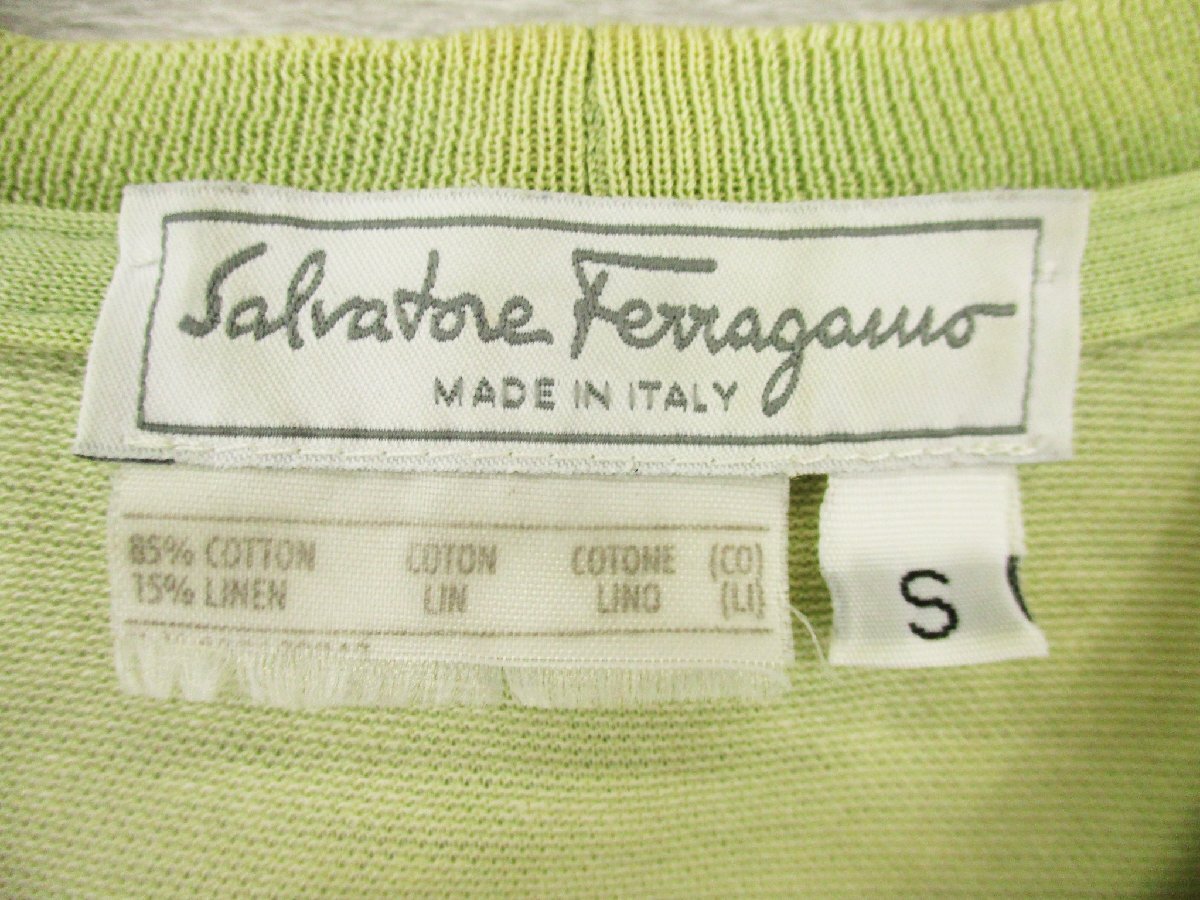 Salvatore Ferragamo
MADE IN ITALY
85% COTTON COTON COTONE (CO)
15% LINEN LIN LINO (LI)
S